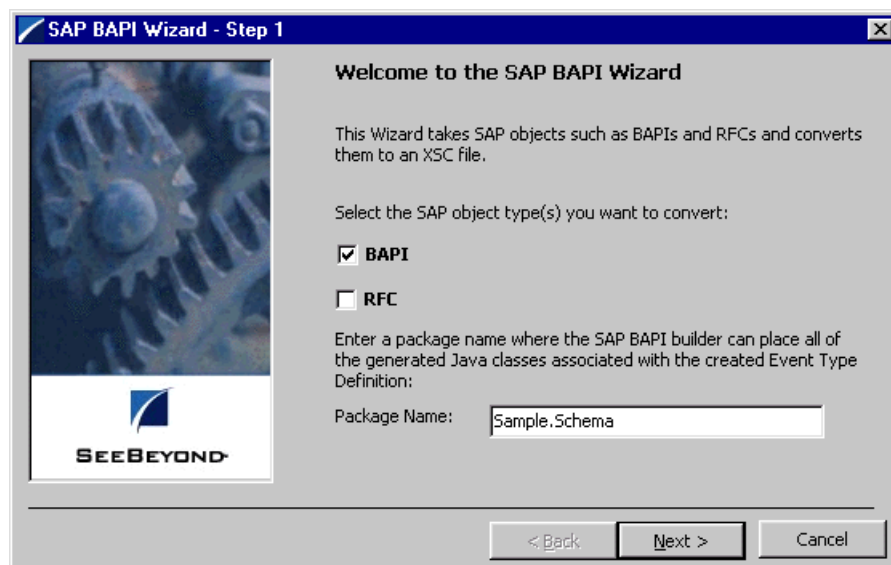 SAP BAPI Wizard - Step 1
Welcome to the SAP BAPI Wizard
This Wizard takes SAP objects such as BAPIs and RFCs and converts
them to an XSC file.
Select the SAP object type(s) you want to convert:
BAPI
RFC
Enter a package name where the SAP BAPI builder can place all of
the generated Java classes associated with the created Event Type
Definition:
Package Name: Sample.Schema
SEEBEYOND
< Back Next > Cancel